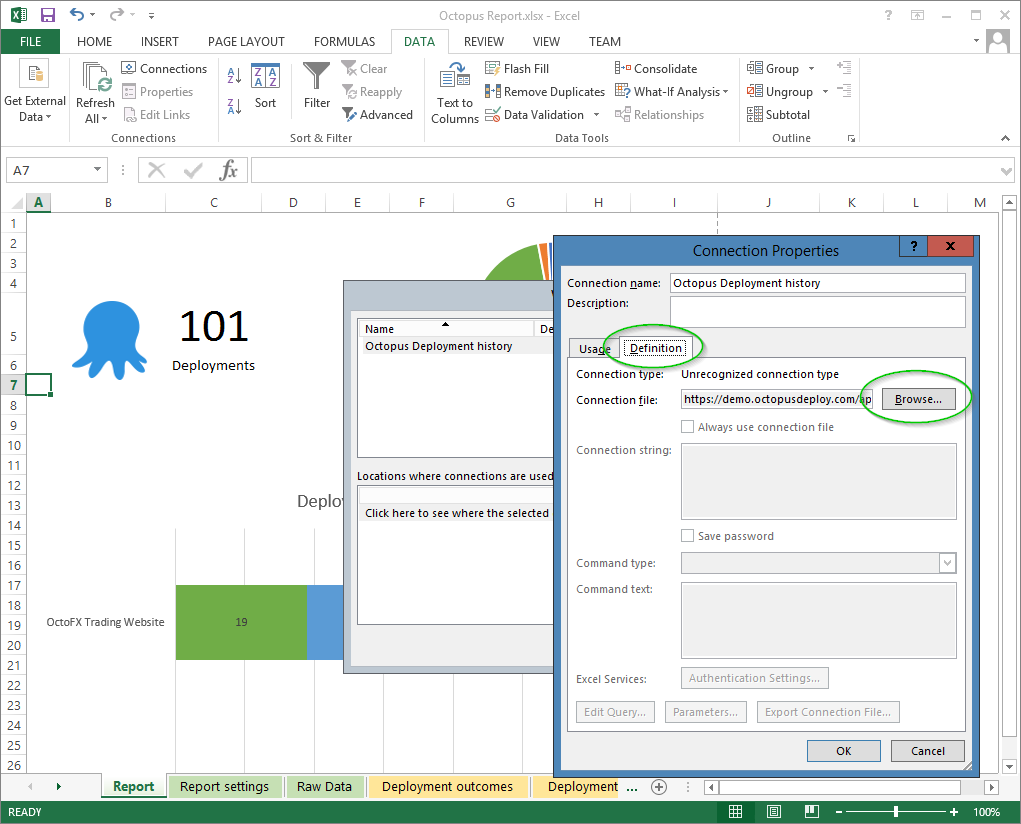 Octopus Report.xlsx - Excel
?
FILE HOME INSERT PAGE LAYOUT FORMULAS DATA REVIEW VIEW TEAM
Get External Data
Refresh All
Connections
Properties
Edit Links
Connections
A Z
Z A
Z A A Z
Sort
Filter
Clear
Reapply
Advanced
Sort & Filter
Text to Columns
Flash Fill
Remove Duplicates
Data Validation
Consolidate
What-If Analysis
Relationships
Data Tools
Group
Ungroup
Subtotal
Outline
A7
fx
A B C D E F G H I J K L M
1
2
3
4
5
6
7
8
9
10
11
12
13
14
15
16
17
18
19
20
21
22
23
24
25
26
101
Deployments
Deplo
OctoFX Trading Website
19
Name De
Octopus Deployment history
Locations where connections are used
Click here to see where the selected
Connection Properties
? x
Connection name: Octopus Deployment history
Description:
Usage Definition
Connection type: Unrecognized connection type
Connection file: https://demo.octopusdeploy.com/ap Browse...
Always use connection file
Connection string:
Save password
Command type:
Command text:
Excel Services: Authentication Settings...
Edit Query... Parameters... Export Connection File...
OK Cancel
Report Report settings Raw Data Deployment outcomes Deployment ...
READY 100%